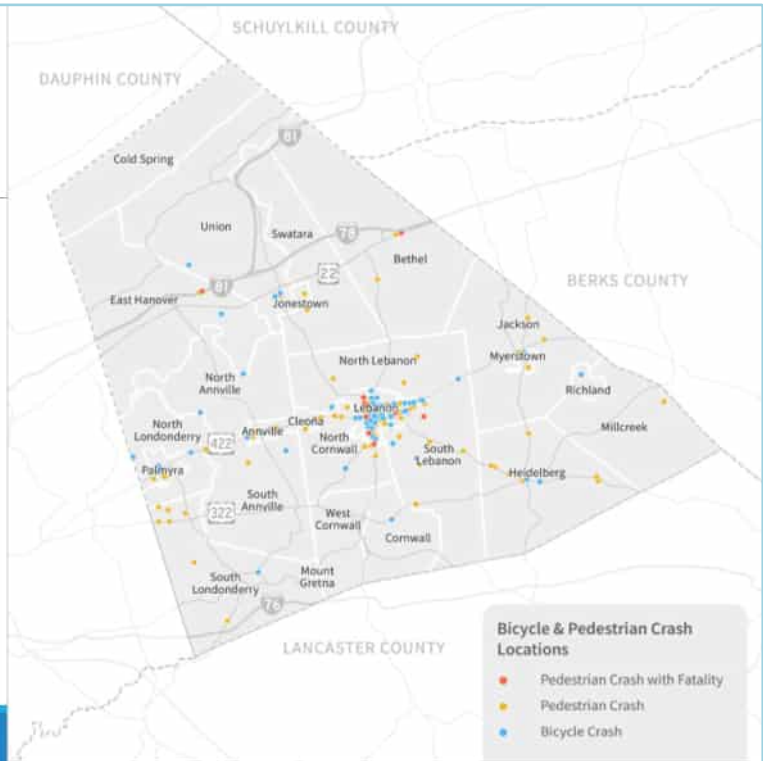 SCHUYLKILL COUNTY
DAUPHIN COUNTY
81
Cold Spring
Union
Swatara
78
Bethel
22
BERKS COUNTY
81
East Hanover
Jonestown
Jackson
Myerstown
North Lebanon
Richland
North
Annville
Lebanon
Cleona
Millcreek
North
Londonderry
422
Annville
North
Cornwall
South
Lebanon
Palmyra
Heidelberg
South
Annville
322
West
Cornwall
Cornwall
South
Londonderry
Mount
Gretna
76
LANCASTER COUNTY
Bicycle & Pedestrian Crash
Locations
Pedestrian Crash with Fatality
Pedestrian Crash
Bicycle Crash